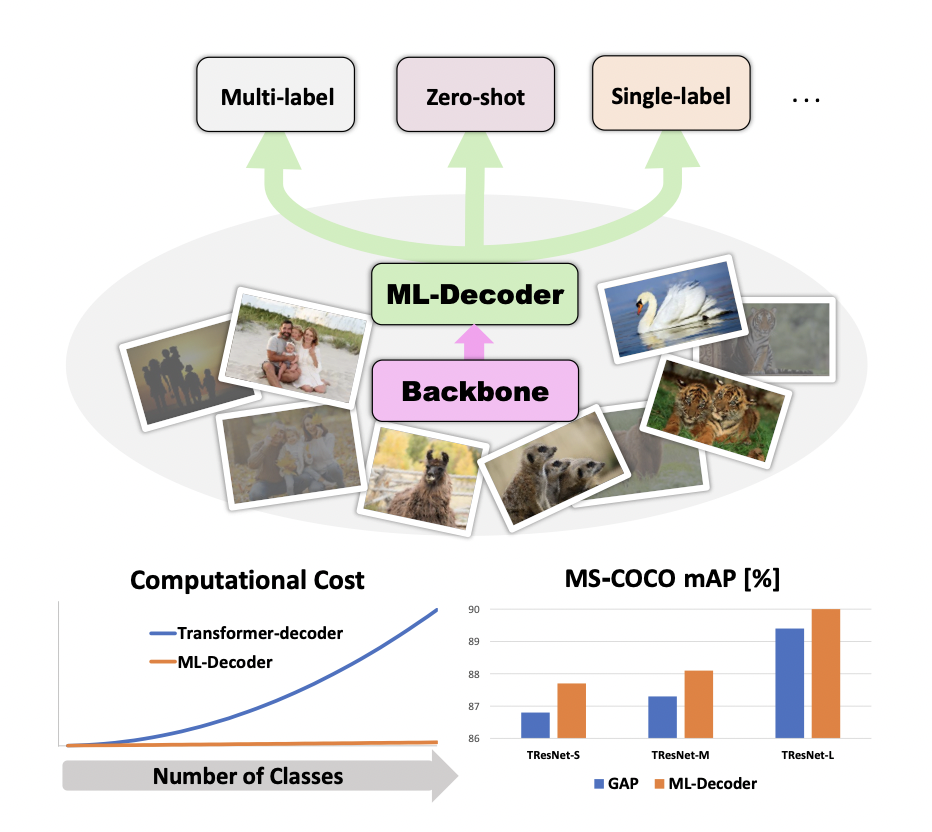 Multi-label
Zero-shot
Single-label
...
ML-Decoder
Backbone
Computational Cost
Transformer-decoder
ML-Decoder
Number of Classes
MS-COCO mAP [%]
90
89
88
87
86
TResNet-S TResNet-M TResNet-L
GAP ML-Decoder